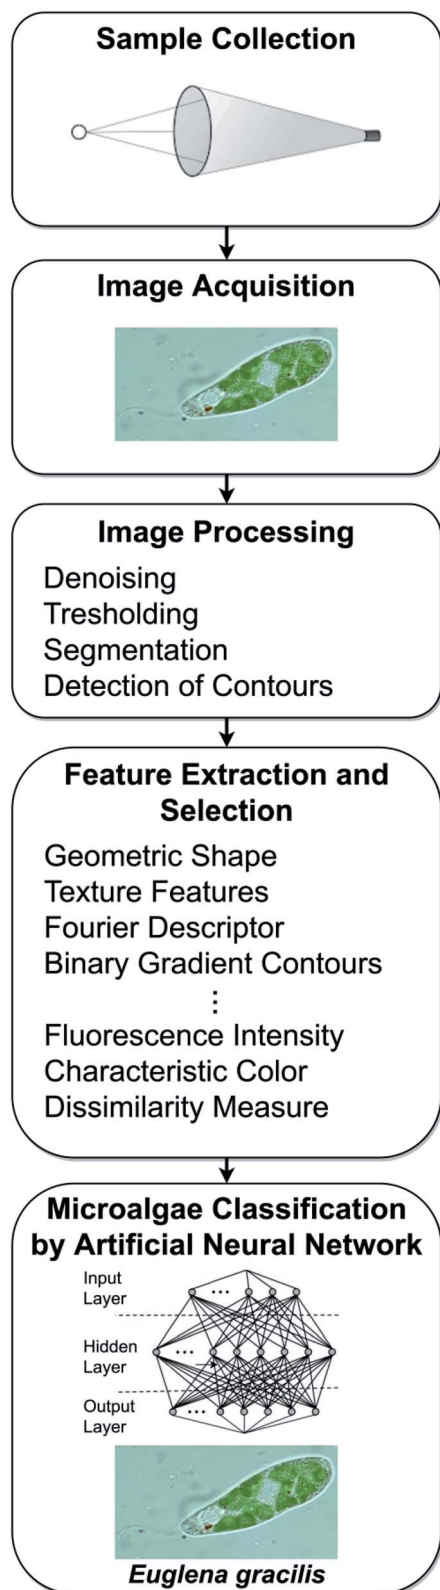 Sample Collection
Image Acquisition
Image Processing
Denoising
Tresholding
Segmentation
Detection of Contours
Feature Extraction and
Selection
Geometric Shape
Texture Features
Fourier Descriptor
Binary Gradient Contours
⋮
Fluorescence Intensity
Characteristic Color
Dissimilarity Measure
Microalgae Classification
by Artificial Neural Network
Input
Layer
Hidden
Layer
Output
Layer
Euglena gracilis